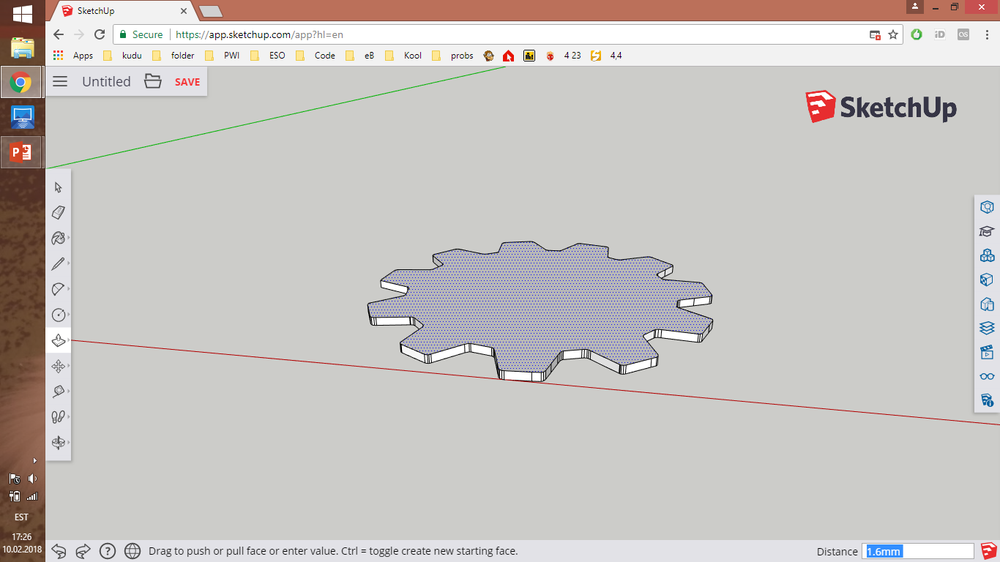 SketchUp
Secure https://app.sketchup.com/app?hl=en
iD
OS
Apps kudu folder PWI ESO Code eB Kool probs 4 23 4,4
Untitled SAVE
SketchUp
P
EST
17:26
10.02.2018
Drag to push or pull face or enter value. Ctrl = toggle create new starting face.
Distance 1.6mm